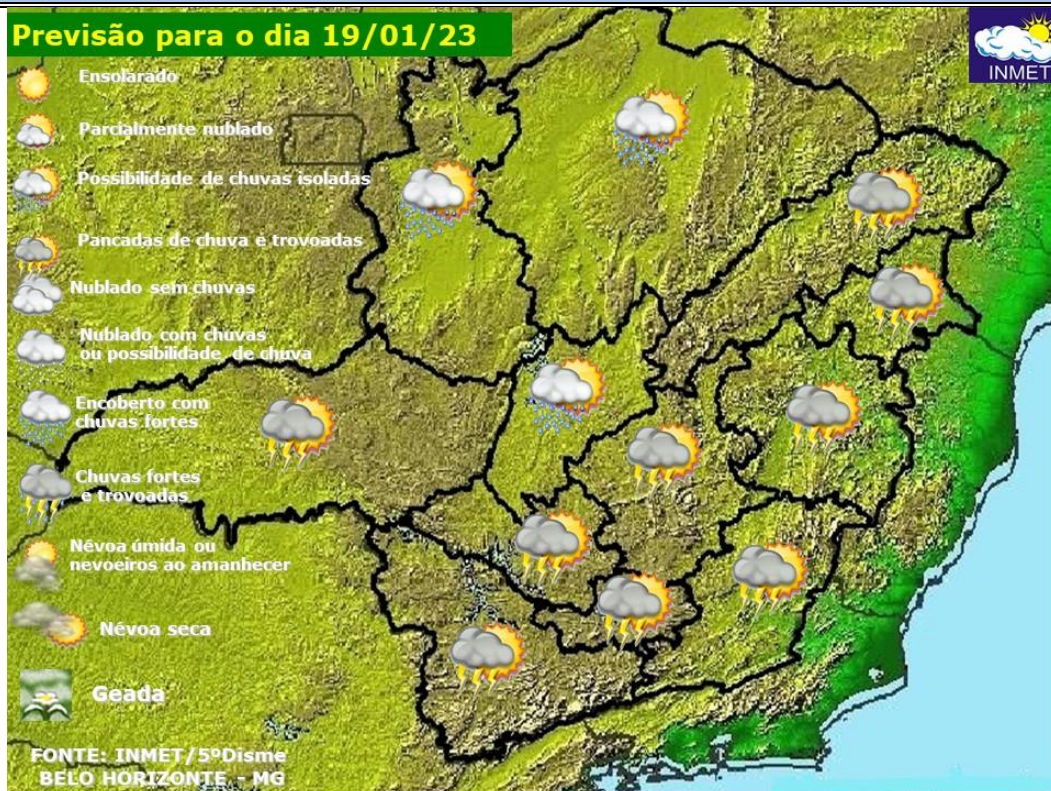 Previsão para o dia 19/01/23
INMET
Ensolarado
Parcialmente nublado
Possibilidade de chuvas isoladas
Pancadas de chuva e trovoadas
Nublado sem chuvas
Nublado com chuvas
ou possibilidade de chuva
Encoberto com
chuvas fortes
Chuvas fortes
e trovoadas
Névoa úmida ou
nevoeiros ao amanhecer
Névoa seca
Geada
FONTE: INMET/5ºDisme
BELO HORIZONTE - MG